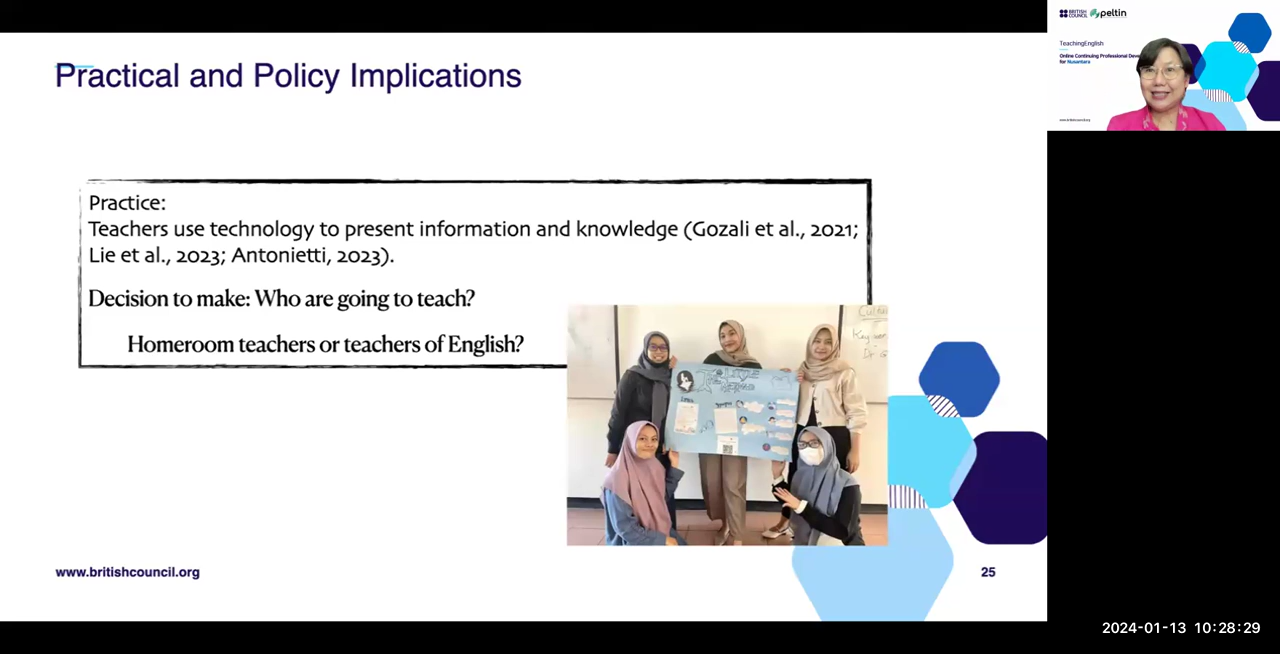 Practical and Policy Implications
Practice:
Teachers use technology to present information and knowledge (Gozali et al., 2021;
Lie et al., 2023; Antonietti, 2023).
Decision to make: Who are going to teach?
Homeroom teachers or teachers of English?
www.britishcouncil.org
25
BRITISH
COUNCIL
peltin
TeachingEnglish
Online Continuing Professional Deve
for Nusantara
www.britishcouncil.org
2024-01-13 10:28:29